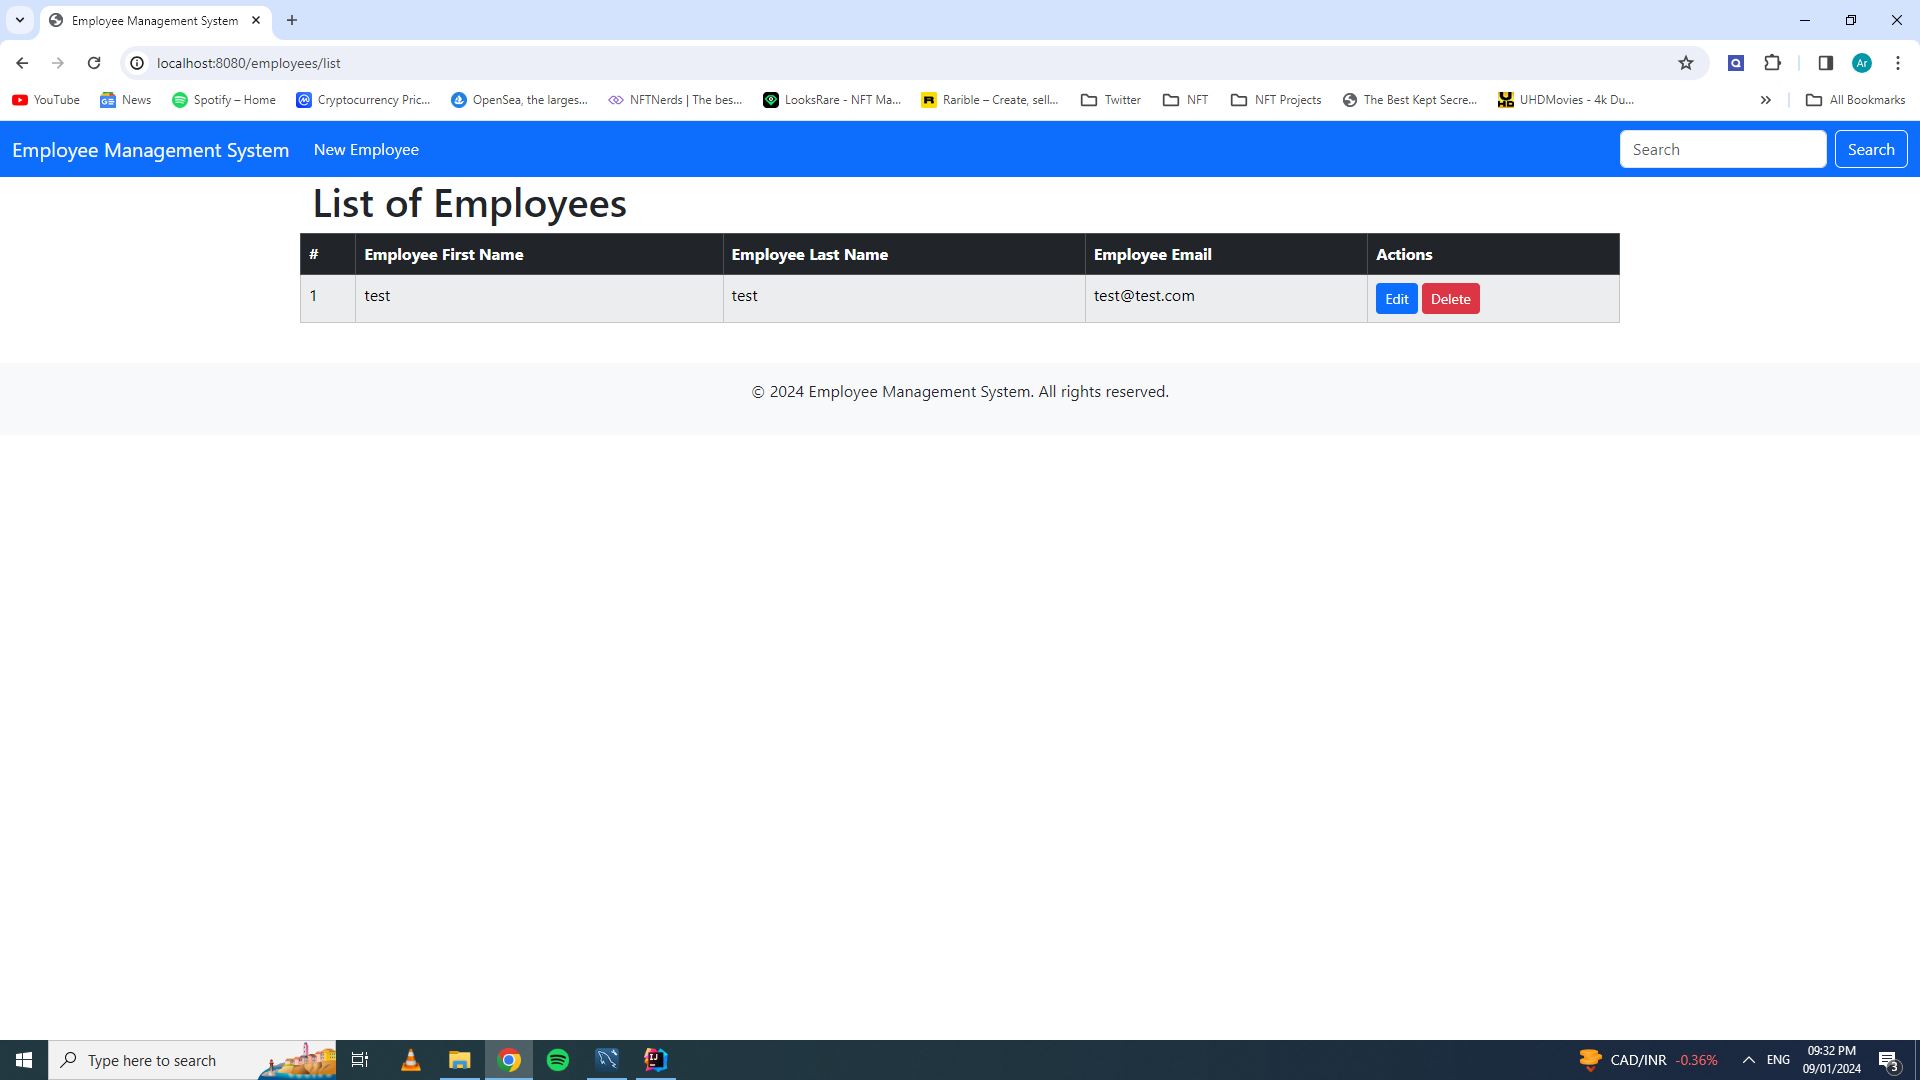 Employee Management System
localhost:8080/employees/list
Ar
YouTube News Spotify – Home Cryptocurrency Pric... OpenSea, the larges... NFTNerds | The bes... LooksRare - NFT Ma... Rarible – Create, sell... Twitter NFT NFT Projects The Best Kept Secre... UHDMovies - 4k Du... All Bookmarks
Employee Management System New Employee Search Search
List of Employees
# Employee First Name Employee Last Name Employee Email Actions
1 test test test@test.com Edit Delete
© 2024 Employee Management System. All rights reserved.
Type here to search CAD/INR -0.36% ENG 09:32 PM
09/01/2024 3